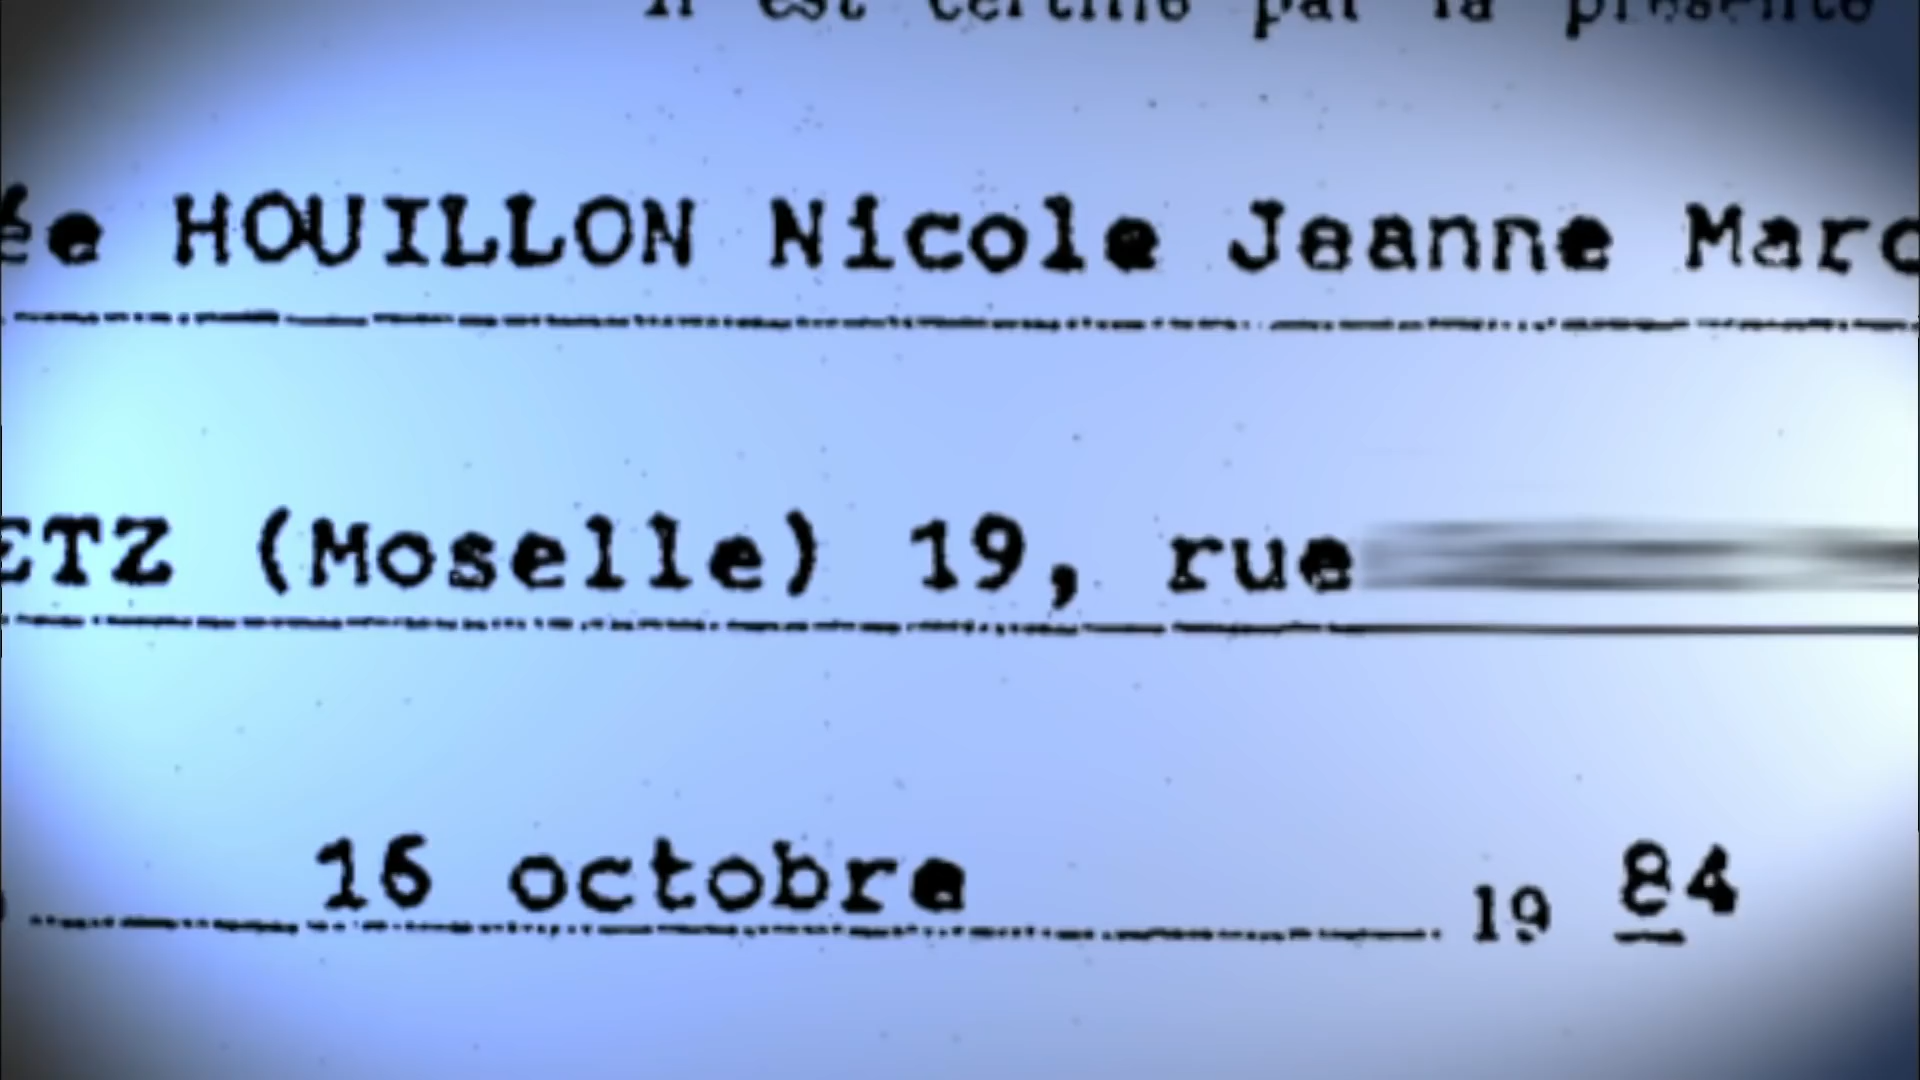 Il est certifié par la présente
ée HOUILLON Nicole Jeanne Marc
ETZ (Moselle) 19, rue
16 octobre 19 84